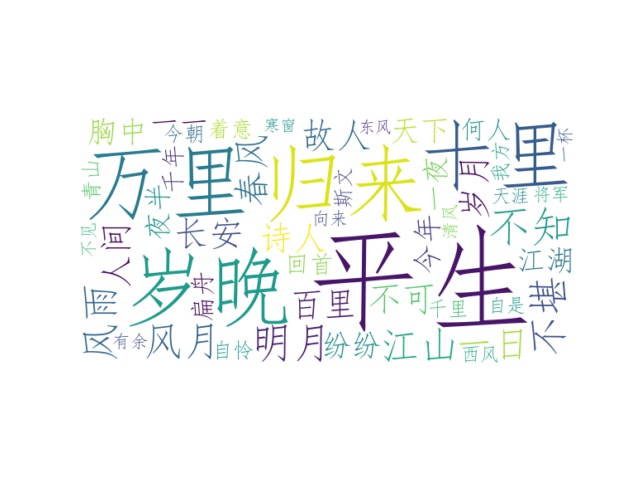 胸中
一一
今朝
着意
寒窗
故人
东风
天下
十里
何人
我方
一杯
青山
万里
千年
春风
归来
斯文
一夜
岁月
天涯
将军
不见
人间
夜半
长安
诗人
向来
今年
清风
不知
风雨
岁晚
扁舟
回首
平生
江湖
百里
不可
千里
自是
不堪
有余
风月
自怜
明月
纷纷
江山
一日
西风